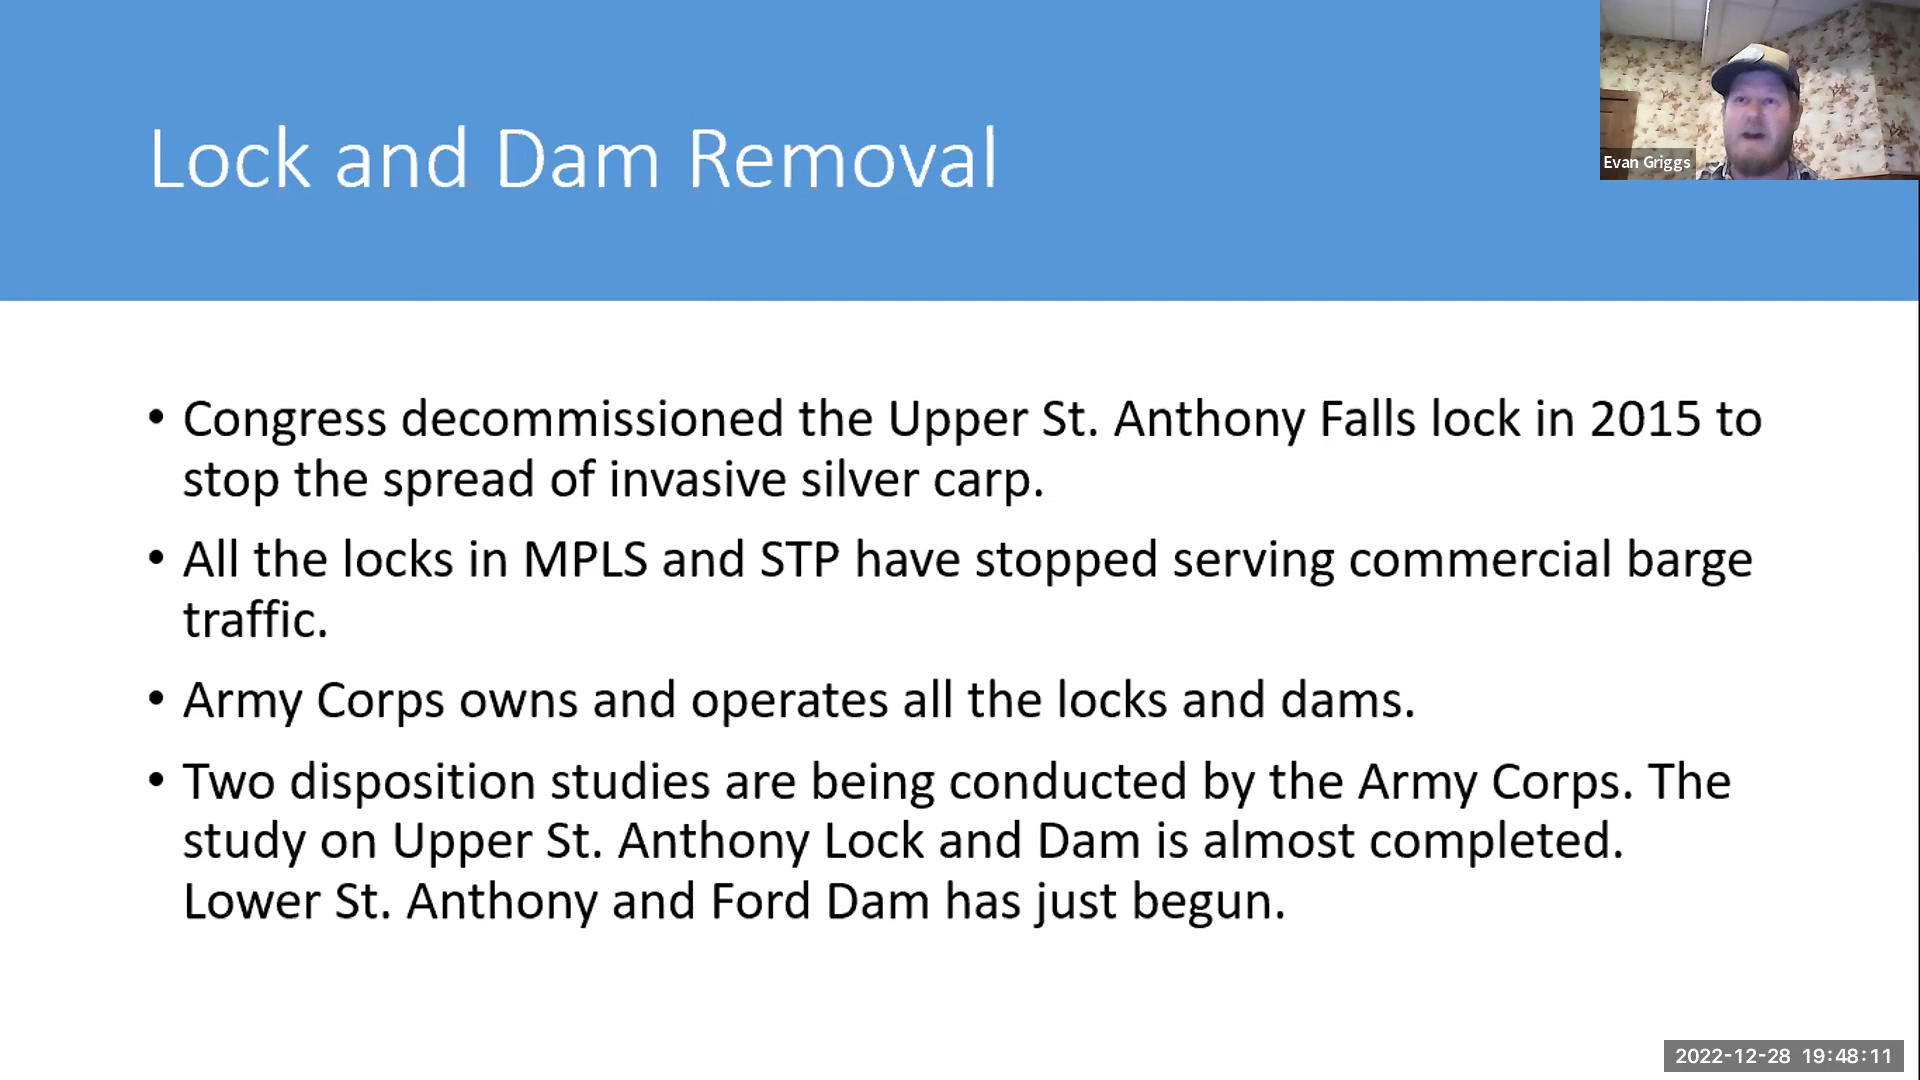 Lock and Dam Removal
Evan Griggs
• Congress decommissioned the Upper St. Anthony Falls lock in 2015 to
stop the spread of invasive silver carp.
• All the locks in MPLS and STP have stopped serving commercial barge
traffic.
• Army Corps owns and operates all the locks and dams.
• Two disposition studies are being conducted by the Army Corps. The
study on Upper St. Anthony Lock and Dam is almost completed.
Lower St. Anthony and Ford Dam has just begun.
2022-12-28 19:48:11